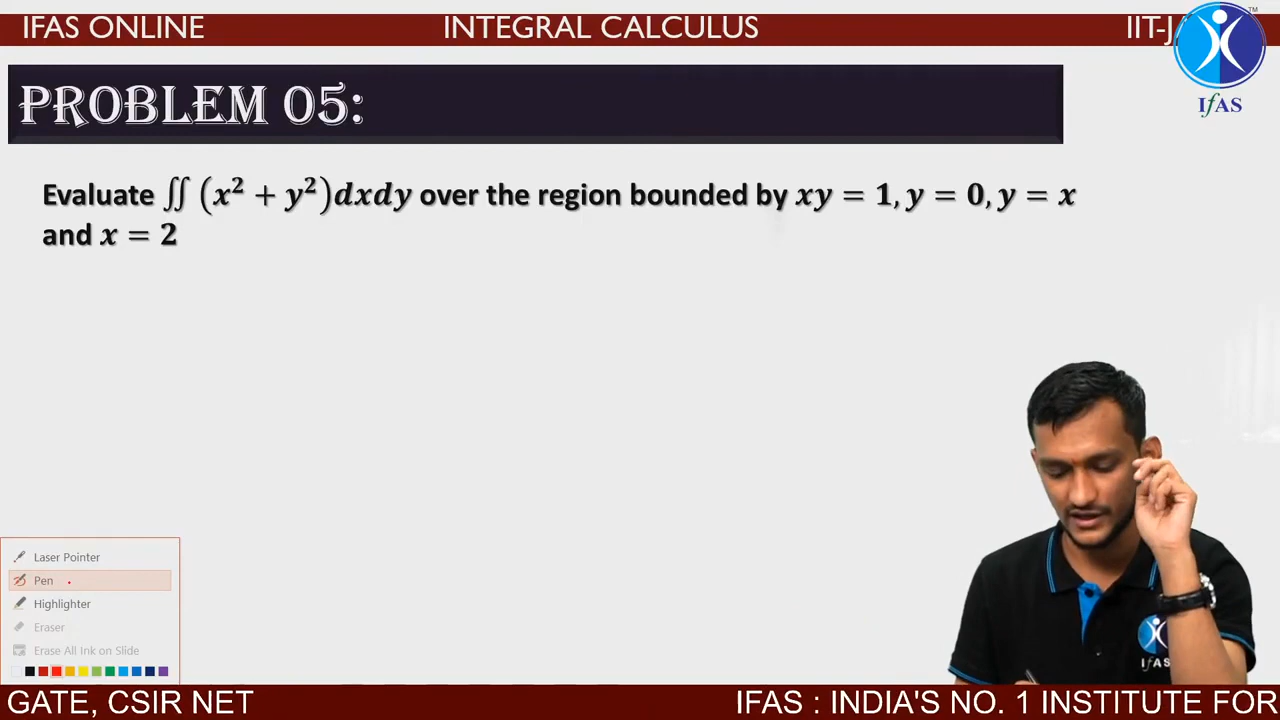 IFAS ONLINE
INTEGRAL CALCULUS
IIT-J
TM
IfAS
PROBLEM 05:
Evaluate ∬ (x² + y²)dxdy over the region bounded by xy = 1, y = 0, y = x
and x = 2
Laser Pointer
Pen
Highlighter
Eraser
Erase All Ink on Slide
IfAS
GATE, CSIR NET
IFAS : INDIA'S NO. 1 INSTITUTE FOR